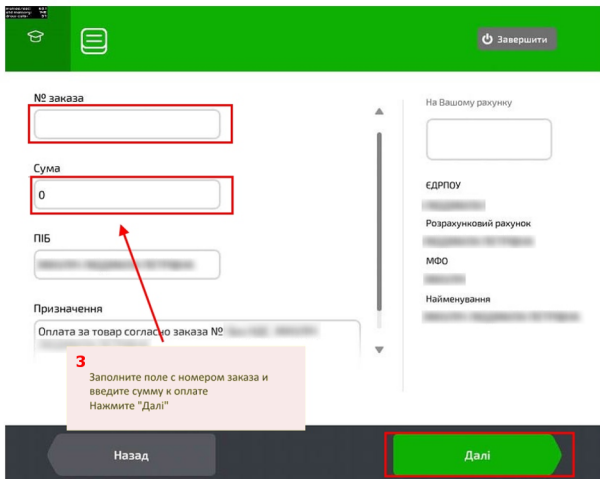 Завершити
№ заказа
На Вашому рахунку
Сума
0
ЄДРПОУ
Розрахунковий рахунок
ПІБ
МФО
Найменування
Призначення
Оплата за товар согласно заказа №
3
Заполните поле с номером заказа и
введите сумму к оплате
Нажмите "Далі"
Назад
Далі